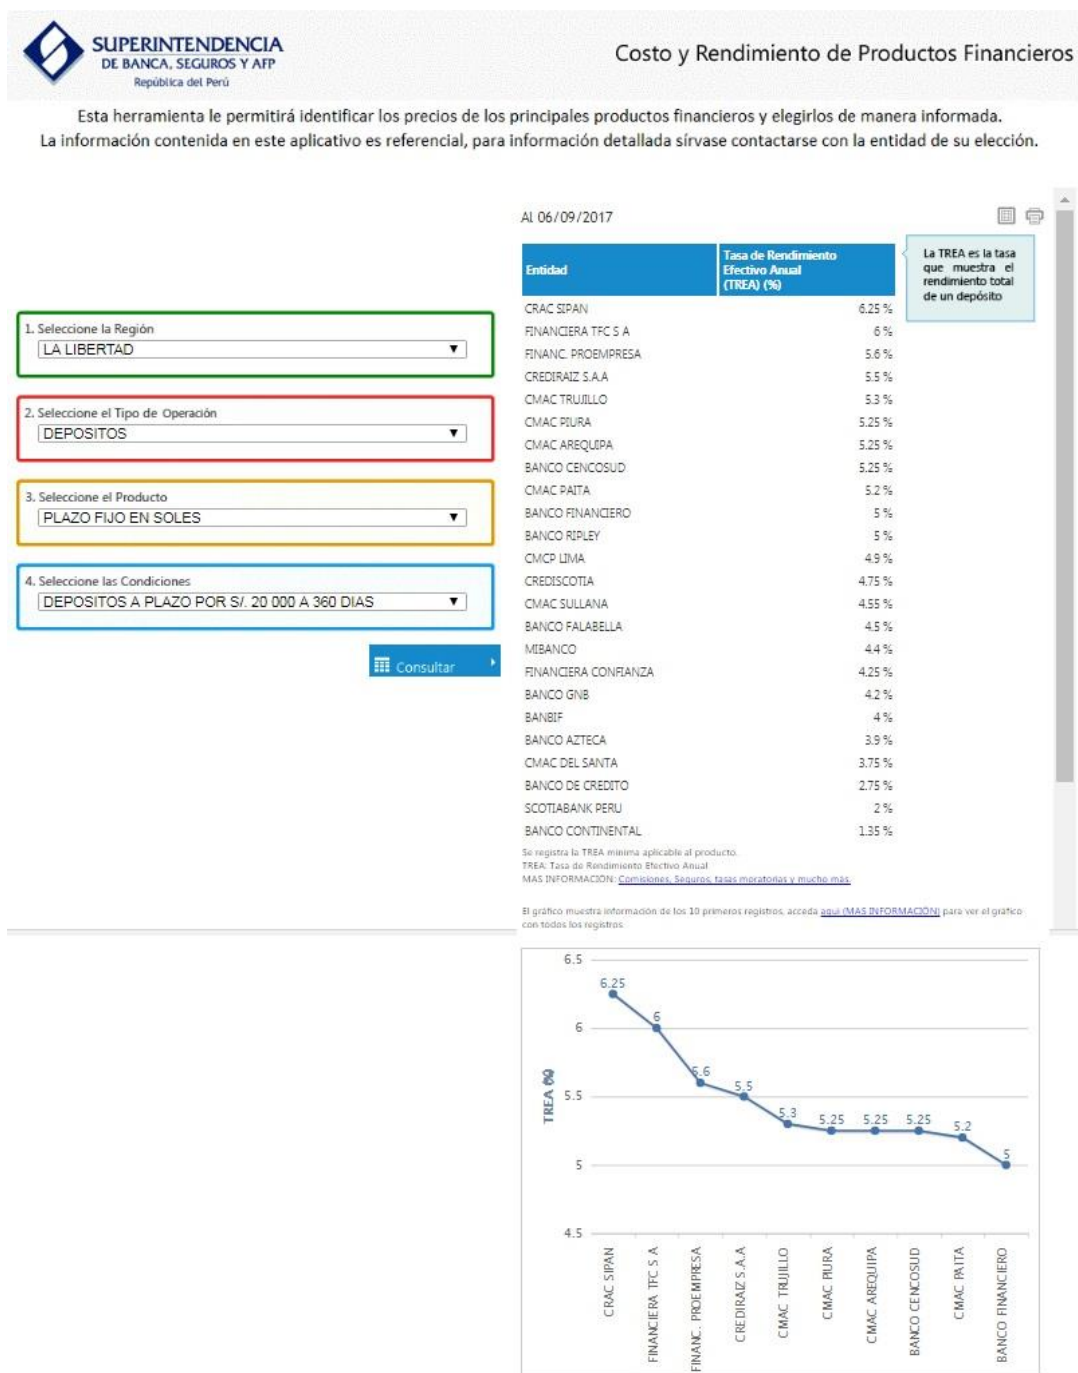 SUPERINTENDENCIA
DE BANCA, SEGUROS Y AFP
República del Perú
Costo y Rendimiento de Productos Financieros
Esta herramienta le permitirá identificar los precios de los principales productos financieros y elegirlos de manera informada.
La información contenida en este aplicativo es referencial, para información detallada sírvase contactarse con la entidad de su elección.
1. Seleccione la Región
LA LIBERTAD
2. Seleccione el Tipo de Operación
DEPOSITOS
3. Seleccione el Producto
PLAZO FIJO EN SOLES
4. Seleccione las Condiciones
DEPOSITOS A PLAZO POR S/. 20 000 A 360 DIAS
Consultar
Al 06/09/2017
Entidad
Tasa de Rendimiento
Efectivo Anual
(TREA) (%)
La TREA es la tasa
que muestra el
rendimiento total
de un depósito
CRAC SIPAN 6.25 %
FINANCIERA TFC S A 6 %
FINANC. PROEMPRESA 5.6 %
CREDIRAIZ S.A.A 5.5 %
CMAC TRUJILLO 5.3 %
CMAC PIURA 5.25 %
CMAC AREQUIPA 5.25 %
BANCO CENCOSUD 5.25 %
CMAC PAITA 5.2 %
BANCO FINANCIERO 5 %
BANCO RIPLEY 5 %
CMCP LIMA 4.9 %
CREDISCOTIA 4.75 %
CMAC SULLANA 4.55 %
BANCO FALABELLA 4.5 %
MIBANCO 4.4 %
FINANCIERA CONFIANZA 4.25 %
BANCO GNB 4.2 %
BANBIF 4 %
BANCO AZTECA 3.9 %
CMAC DEL SANTA 3.75 %
BANCO DE CREDITO 2.75 %
SCOTIABANK PERU 2 %
BANCO CONTINENTAL 1.35 %
Se registra la TREA mínima aplicable al producto.
TREA: Tasa de Rendimiento Efectivo Anual
MAS INFORMACIÓN: Comisiones, Seguros, tasas moratorias y mucho más.
El gráfico muestra información de los 10 primeros registros, acceda aqui (MAS INFORMACIÓN) para ver el gráfico
con todos los registros.
TREA (%)
6.5
6
5.5
5
4.5
6.25
6
5.6
5.5
5.3
5.25
5.25
5.25
5.2
5
CRAC SIPAN
FINANCIERA TFC S A
FINANC. PROEMPRESA
CREDIRAIZ S.A.A
CMAC TRUJILLO
CMAC PIURA
CMAC AREQUIPA
BANCO CENCOSUD
CMAC PAITA
BANCO FINANCIERO